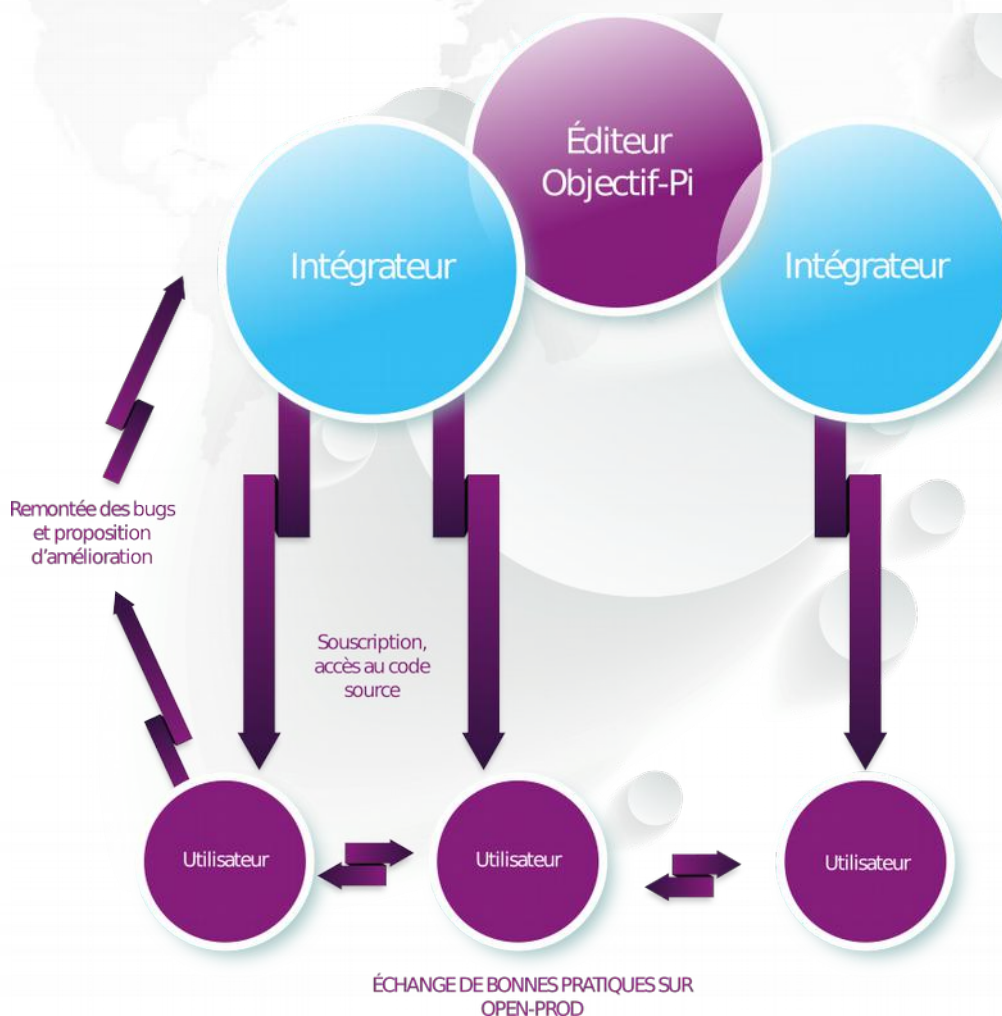 Éditeur
Objectif-Pi
Intégrateur
Intégrateur
Remontée des bugs
et proposition
d'amélioration
Souscription,
accès au code
source
Utilisateur
Utilisateur
Utilisateur
ÉCHANGE DE BONNES PRATIQUES SUR
OPEN-PROD